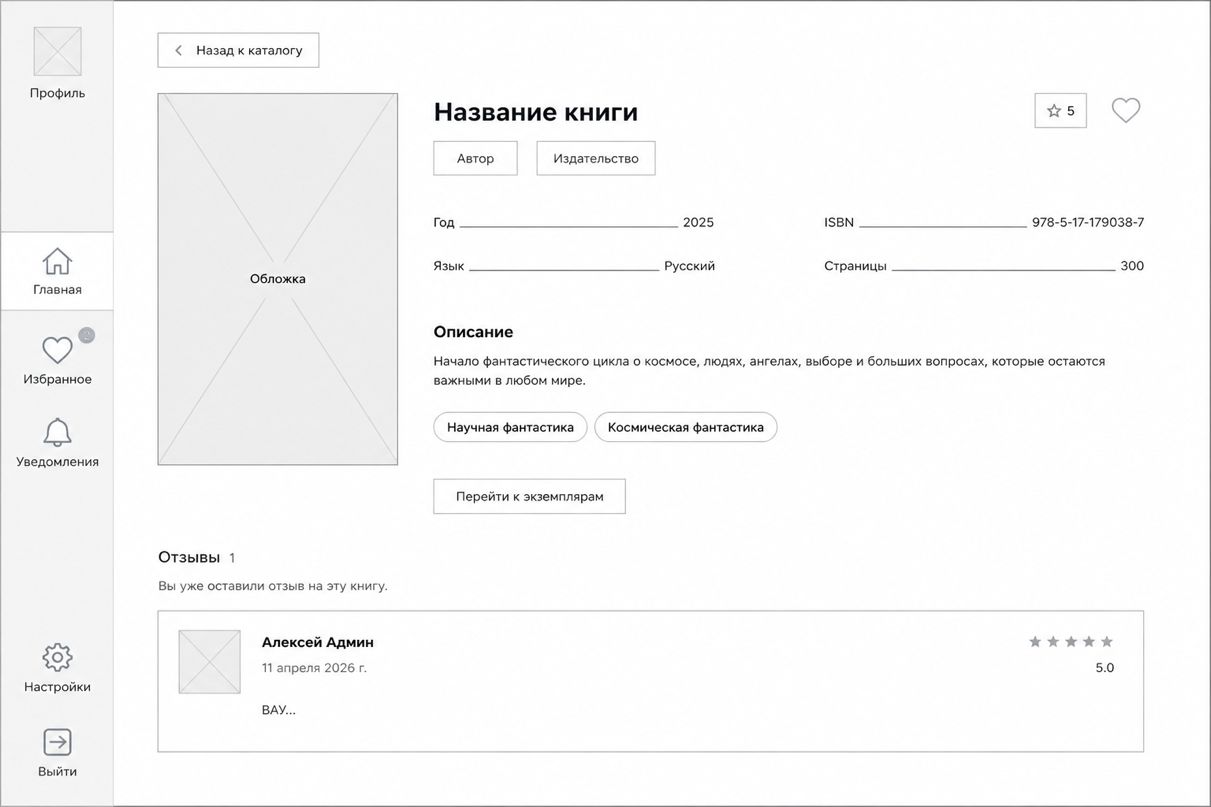 Профиль
Главная
Избранное
Уведомления
Настройки
Выйти
Назад к каталогу
Обложка
Название книги
5
Автор
Издательство
Год 2025
ISBN 978-5-17-179038-7
Язык Русский
Страницы 300
Описание
Начало фантастического цикла о космосе, людях, ангелах, выборе и больших вопросах, которые остаются
важными в любом мире.
Научная фантастика
Космическая фантастика
Перейти к экземплярам
Отзывы 1
Вы уже оставили отзыв на эту книгу.
Алексей Админ
11 апреля 2026 г.
5.0
ВАУ...